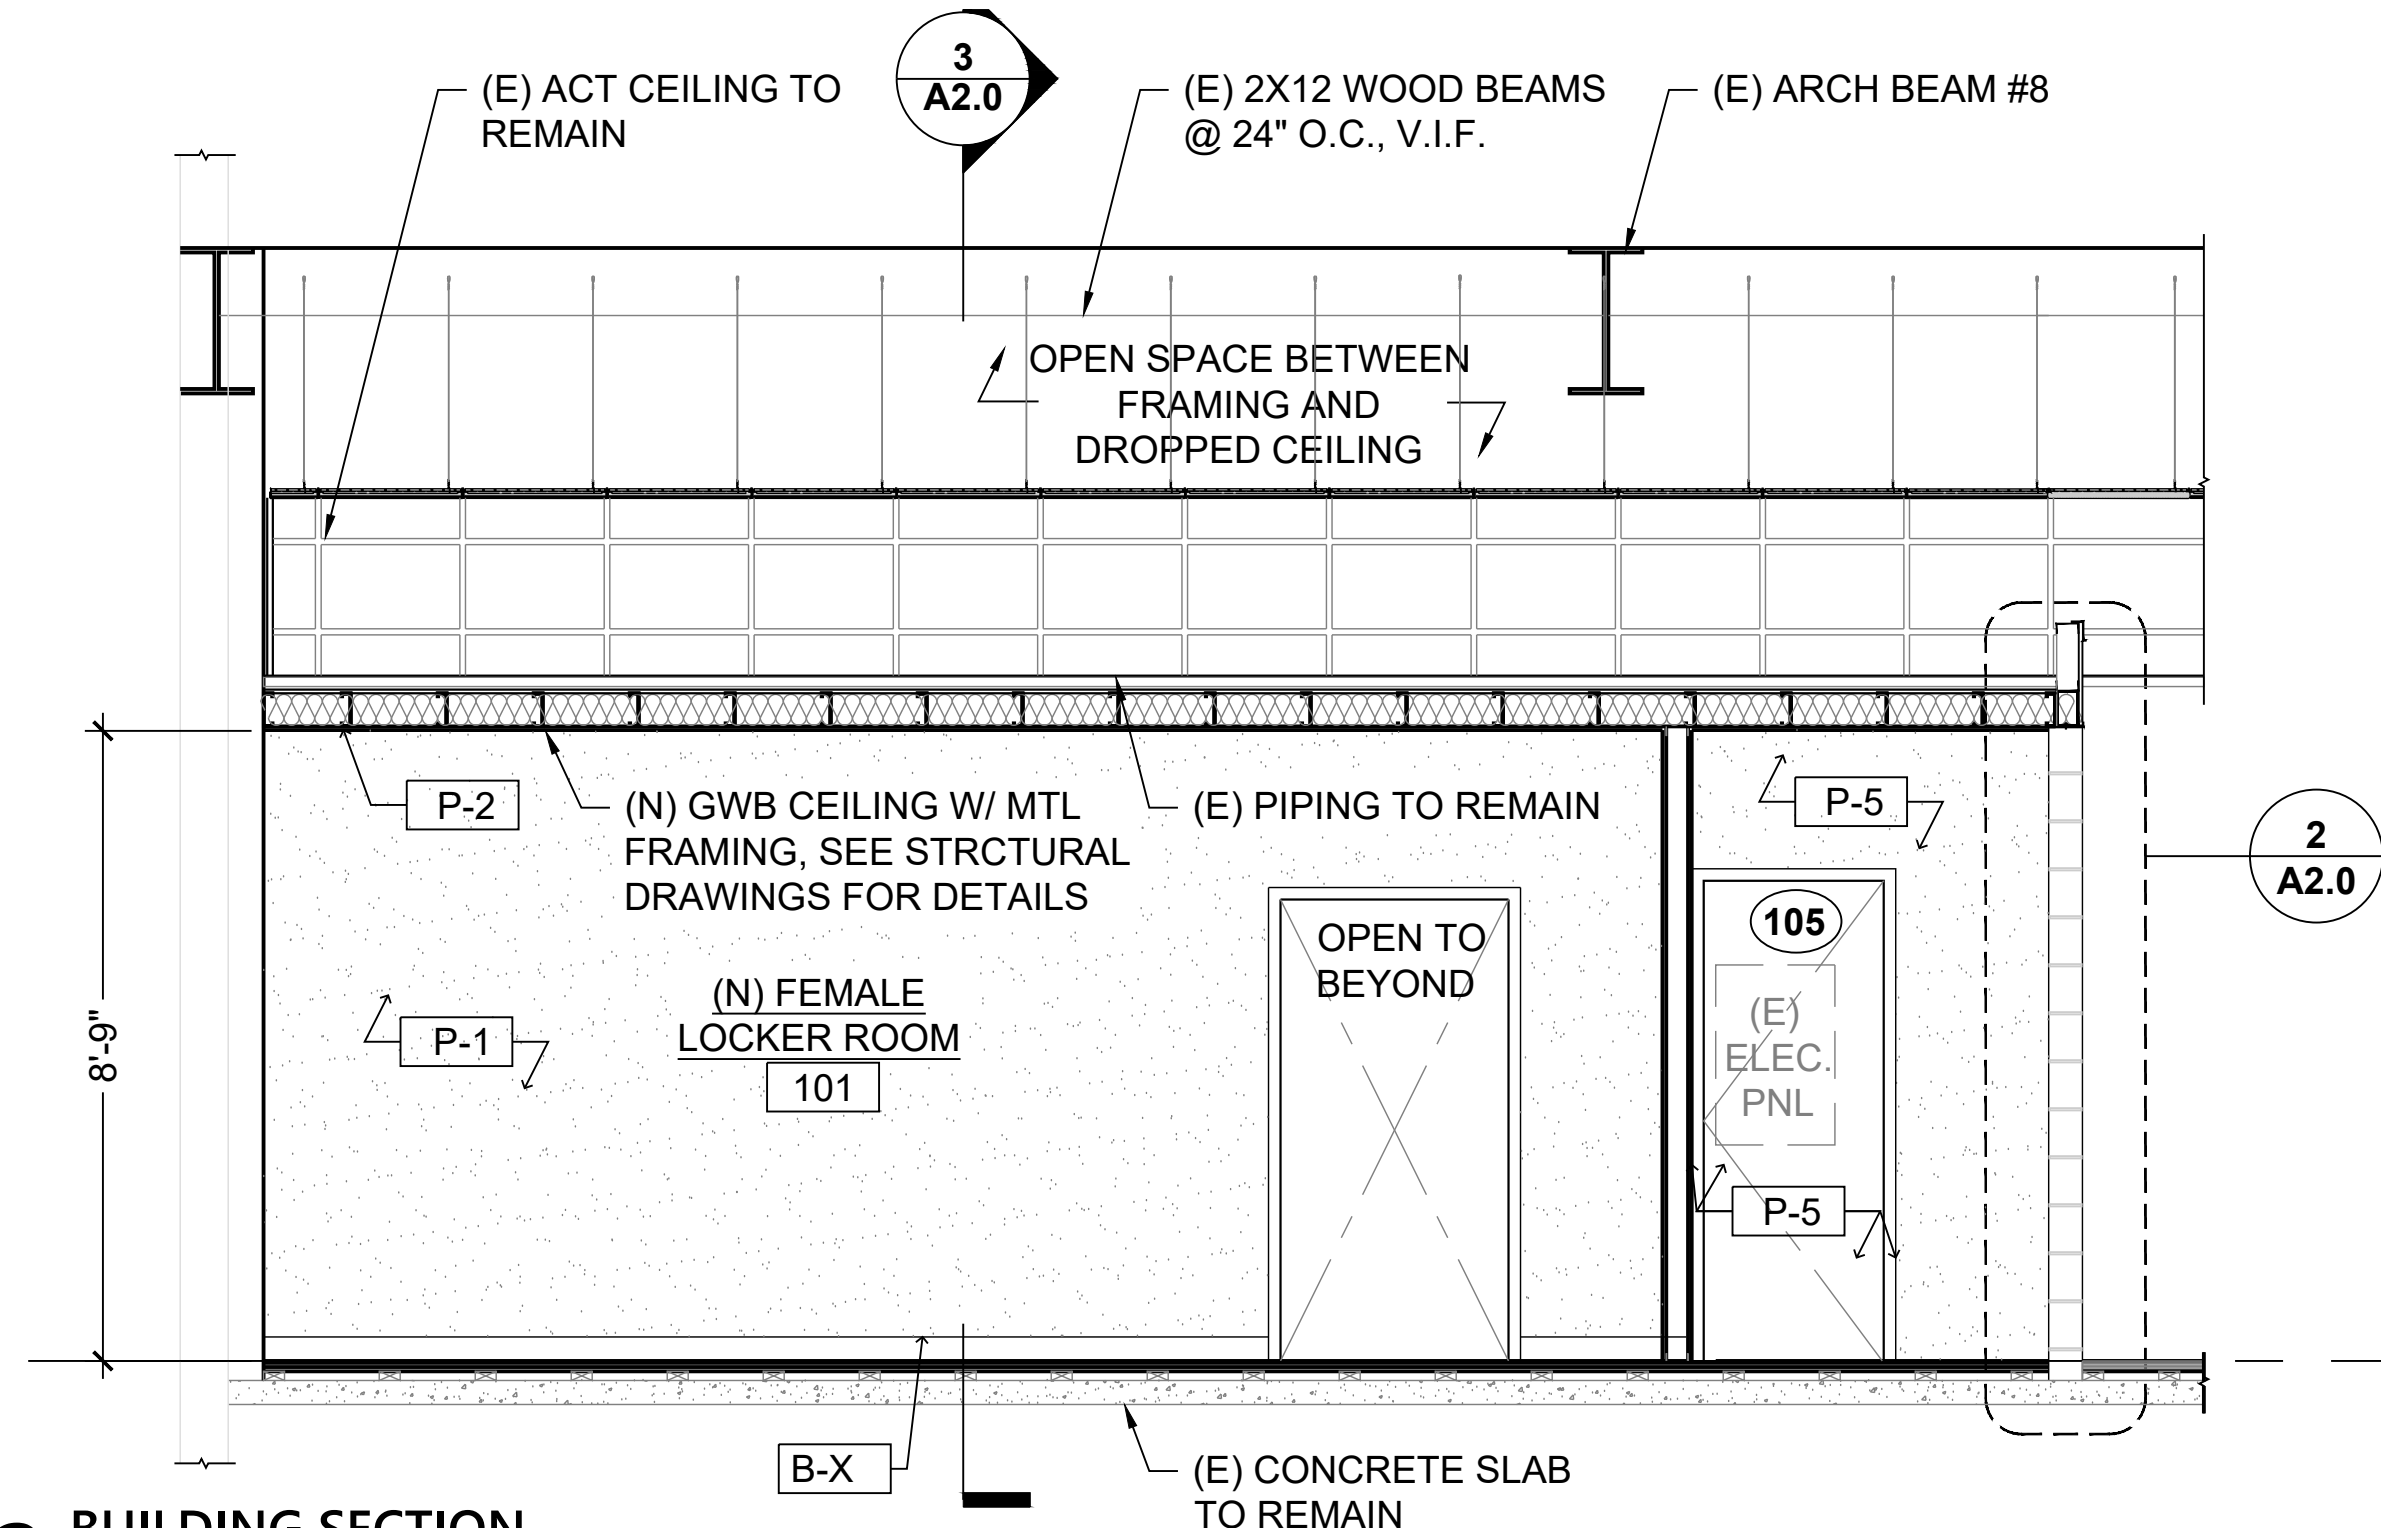 3
A2.0
(E) ACT CEILING TO
REMAIN
(E) 2X12 WOOD BEAMS
@ 24" O.C., V.I.F.
(E) ARCH BEAM #8
OPEN SPACE BETWEEN
FRAMING AND
DROPPED CEILING
P-2
(N) GWB CEILING W/ MTL
FRAMING, SEE STRCTURAL
DRAWINGS FOR DETAILS
(E) PIPING TO REMAIN
P-5
2
A2.0
105
OPEN TO
BEYOND
(E)
ELEC.
PNL
8'-9"
P-1
(N) FEMALE
LOCKER ROOM
101
P-5
B-X
(E) CONCRETE SLAB
TO REMAIN
BUILDING SECTION